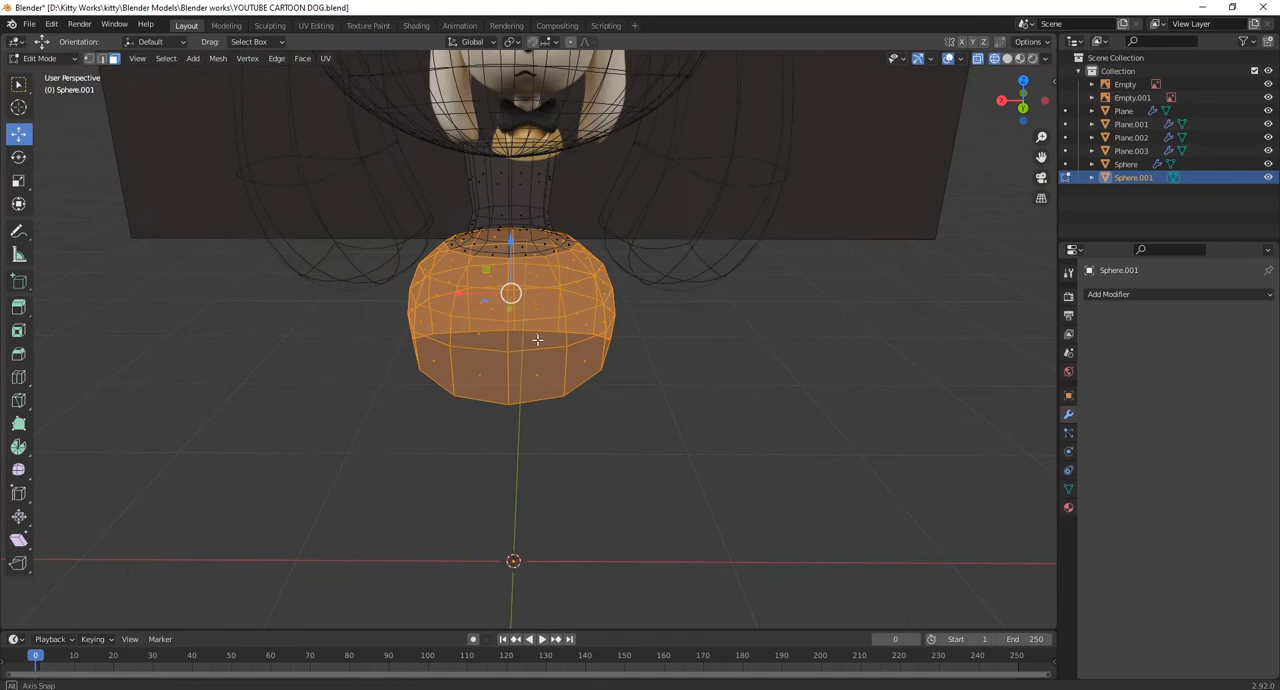 Blender* [D:\Kitty Works\kitty\Blender Models\Blender works\YOUTUBE CARTOON DOG.blend]
File Edit Render Window Help
Layout Modeling Sculpting UV Editing Texture Paint Shading Animation Rendering Compositing Scripting +
Scene View Layer
Orientation: Default Drag: Select Box Global X Y Z Options
Edit Mode View Select Add Mesh Vertex Edge Face UV
User Perspective
(0) Sphere.001
Z
X
Y
Scene Collection
Collection
Empty
Empty.001
Plane
Plane.001
Plane.002
Plane.003
Sphere
Sphere.001
Sphere.001
Add Modifier
Playback Keying View Marker 0 Start 1 End 250
0 10 20 30 40 50 60 70 80 90 100 110 120 130 140 150 160 170 180 190 200 210 220 230 240 250
Alt Axis Snap 2.92.0